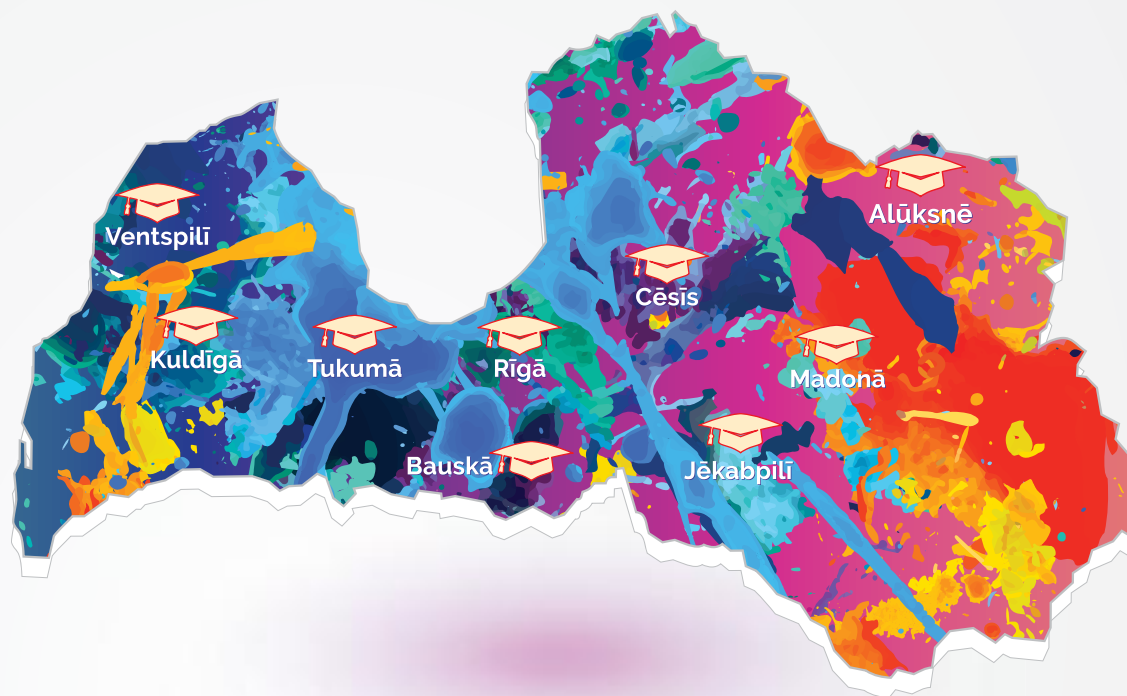 Alūksnē
Ventspilī
Cēsīs
Kuldīgā
Tukumā
Rīgā
Madonā
Bauskā
Jēkabpilī